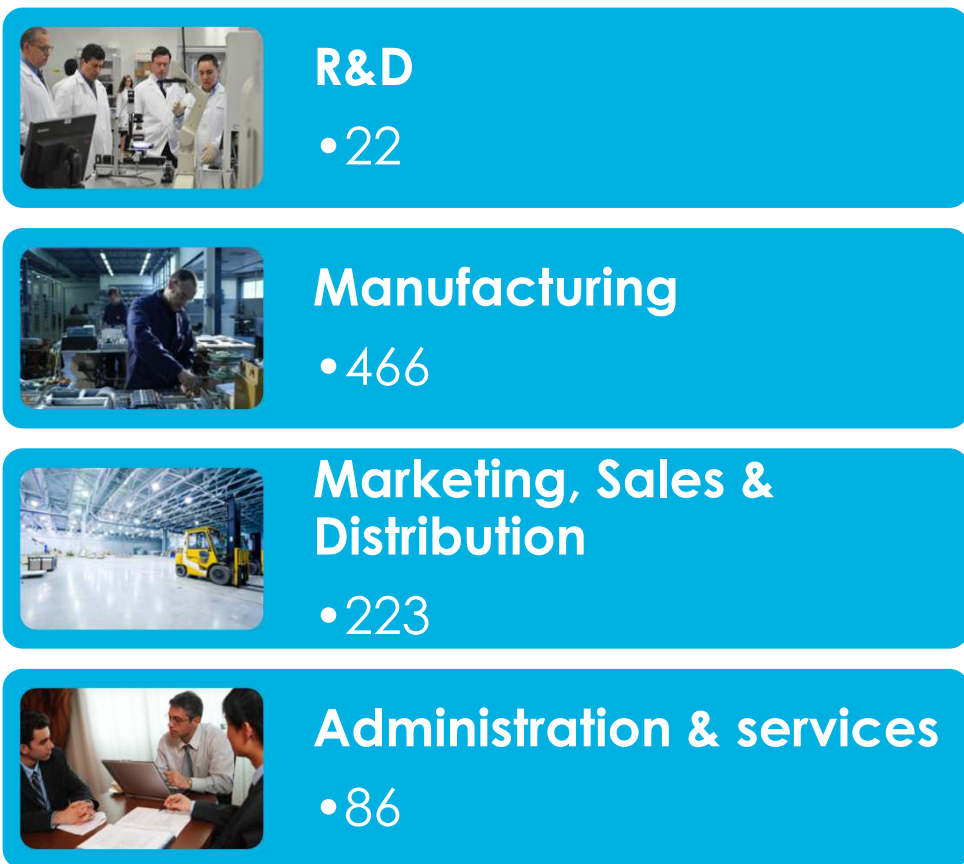 R&D
•22
Manufacturing
•466
Marketing, Sales &
Distribution
•223
Administration & services
•86